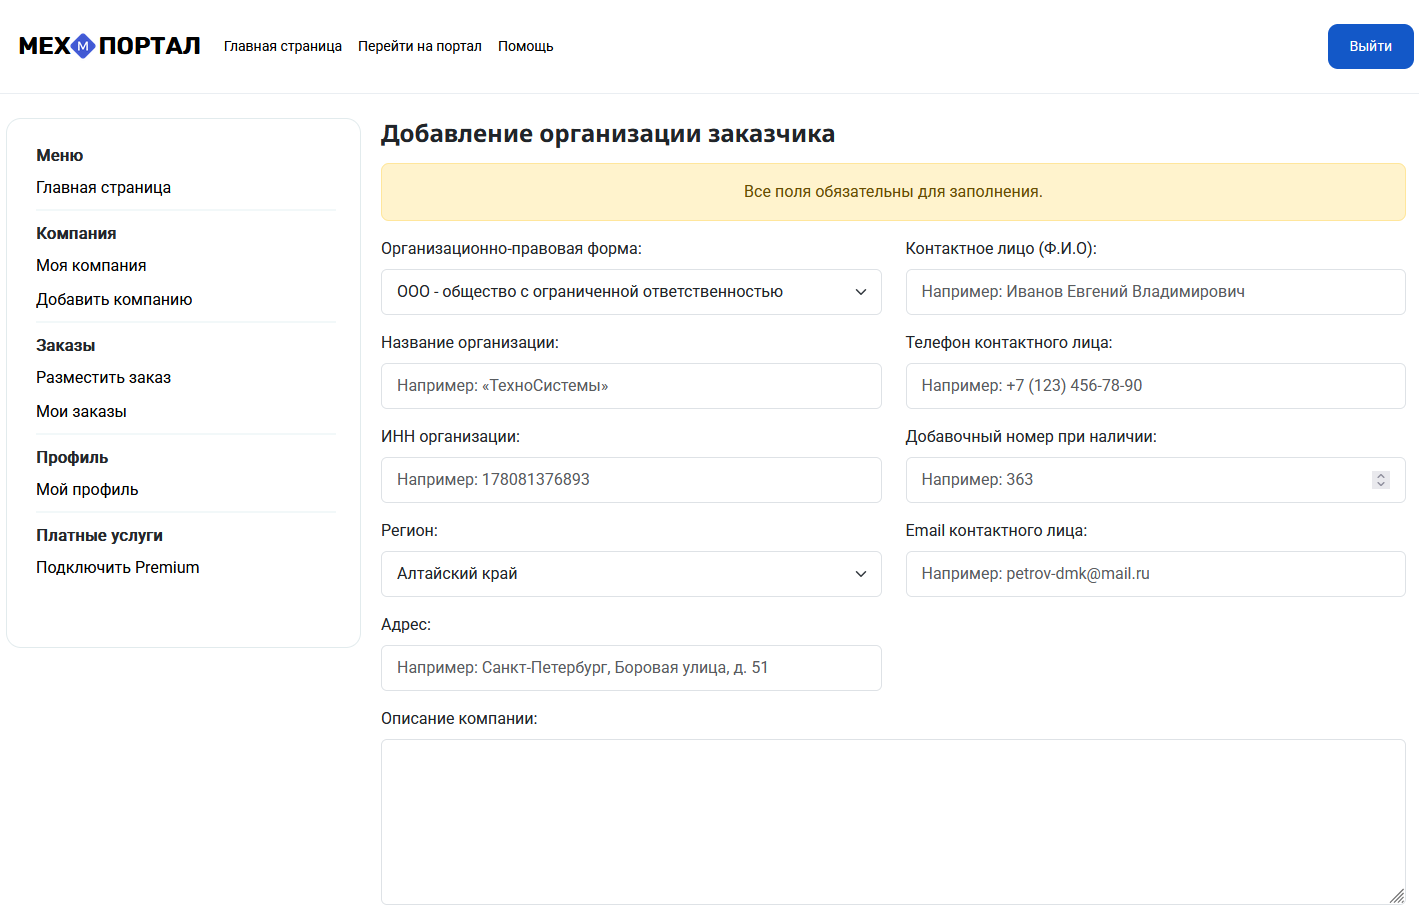 МЕХ М ПОРТАЛ
Главная страница Перейти на портал Помощь
Выйти
Меню
Главная страница
Компания
Моя компания
Добавить компанию
Заказы
Разместить заказ
Мои заказы
Профиль
Мой профиль
Платные услуги
Подключить Premium
Добавление организации заказчика
Все поля обязательны для заполнения.
Организационно-правовая форма:
ООО - общество с ограниченной ответственностью
Название организации:
Например: «ТехноСистемы»
ИНН организации:
Например: 178081376893
Регион:
Алтайский край
Адрес:
Например: Санкт-Петербург, Боровая улица, д. 51
Контактное лицо (Ф.И.О):
Например: Иванов Евгений Владимирович
Телефон контактного лица:
Например: +7 (123) 456-78-90
Добавочный номер при наличии:
Например: 363
Email контактного лица:
Например: petrov-dmk@mail.ru
Описание компании: